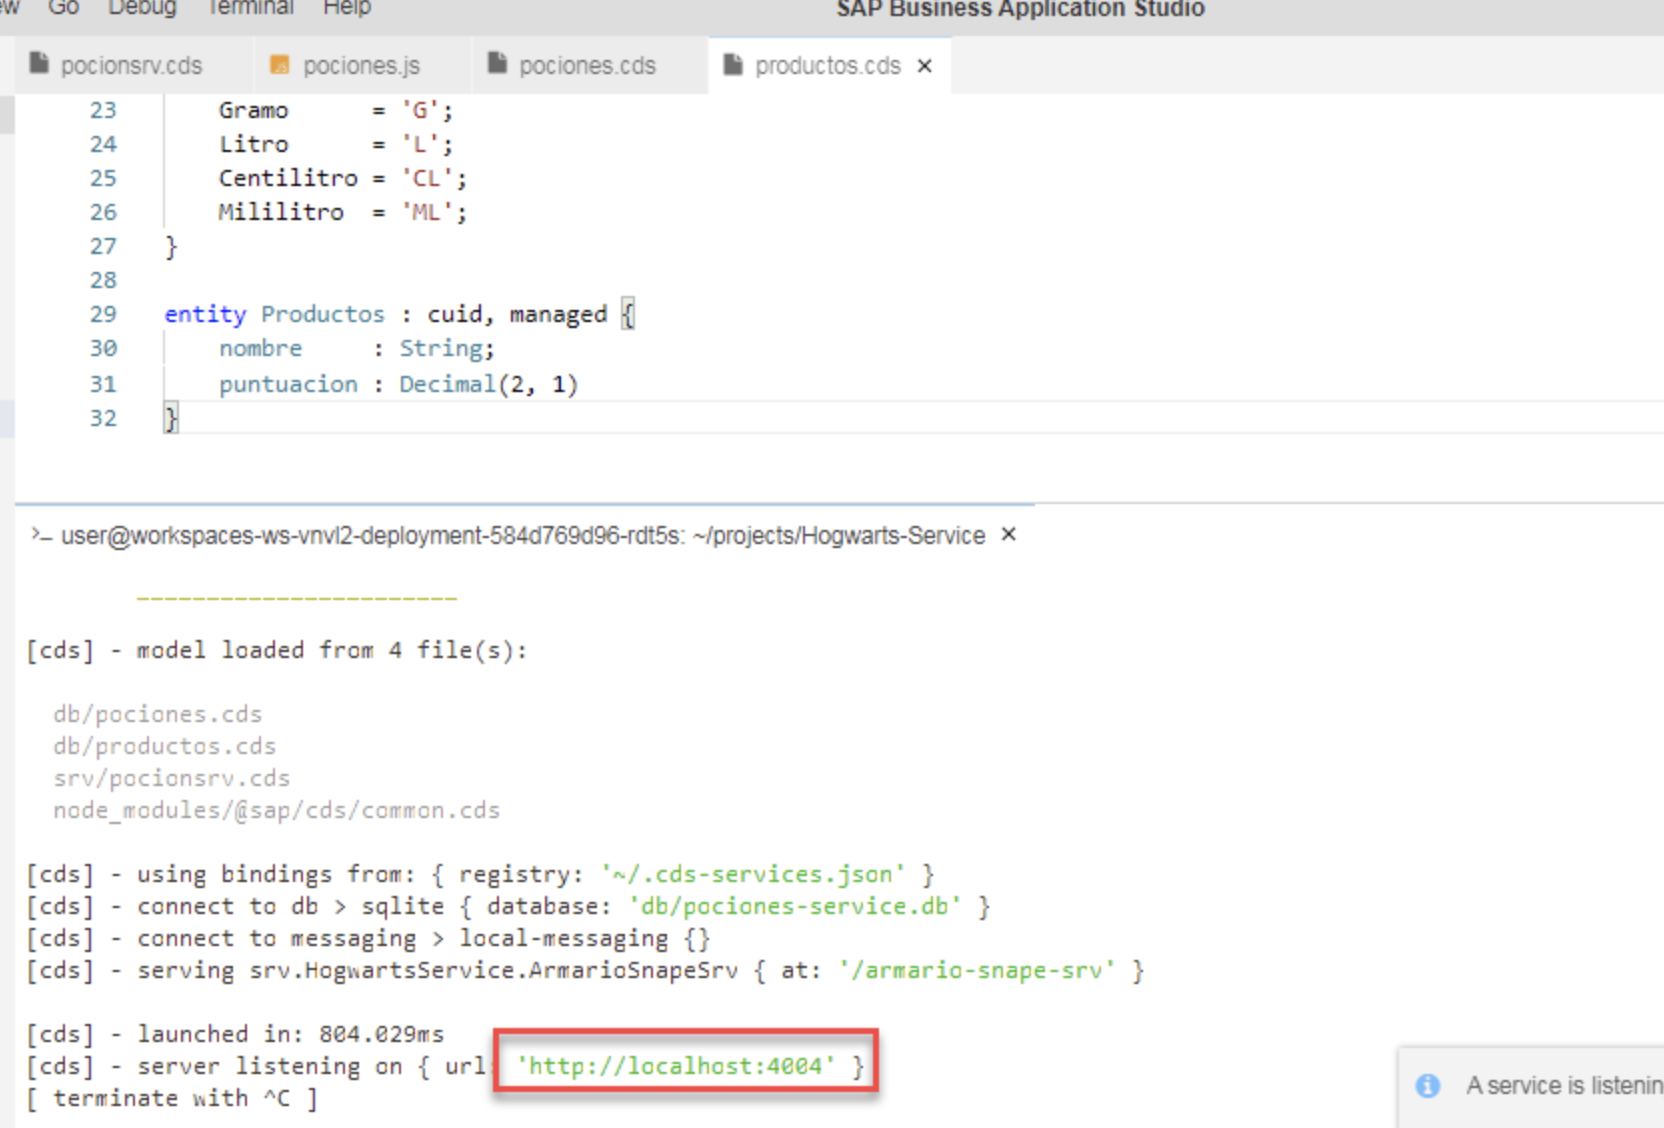 Go Debug Terminal Help SAP Business Application Studio
pocionsrv.cds pociones.js pociones.cds productos.cds ×
23 Gramo = 'G';
24 Litro = 'L';
25 Centilitro = 'CL';
26 Mililitro = 'ML';
27 }
28
29 entity Productos : cuid, managed {
30 nombre : String;
31 puntuacion : Decimal(2, 1)
32 }
>_ user@workspaces-ws-vnvl2-deployment-584d769d96-rdt5s: ~/projects/Hogwarts-Service ×
-----------------------
[cds] - model loaded from 4 file(s):
db/pociones.cds
db/productos.cds
srv/pocionsrv.cds
node_modules/@sap/cds/common.cds
[cds] - using bindings from: { registry: '~/.cds-services.json' }
[cds] - connect to db > sqlite { database: 'db/pociones-service.db' }
[cds] - connect to messaging > local-messaging {}
[cds] - serving srv.HogwartsService.ArmarioSnapeSrv { at: '/armario-snape-srv' }
[cds] - launched in: 804.029ms
[cds] - server listening on { url: 'http://localhost:4004' }
[ terminate with ^C ]
A service is listenin